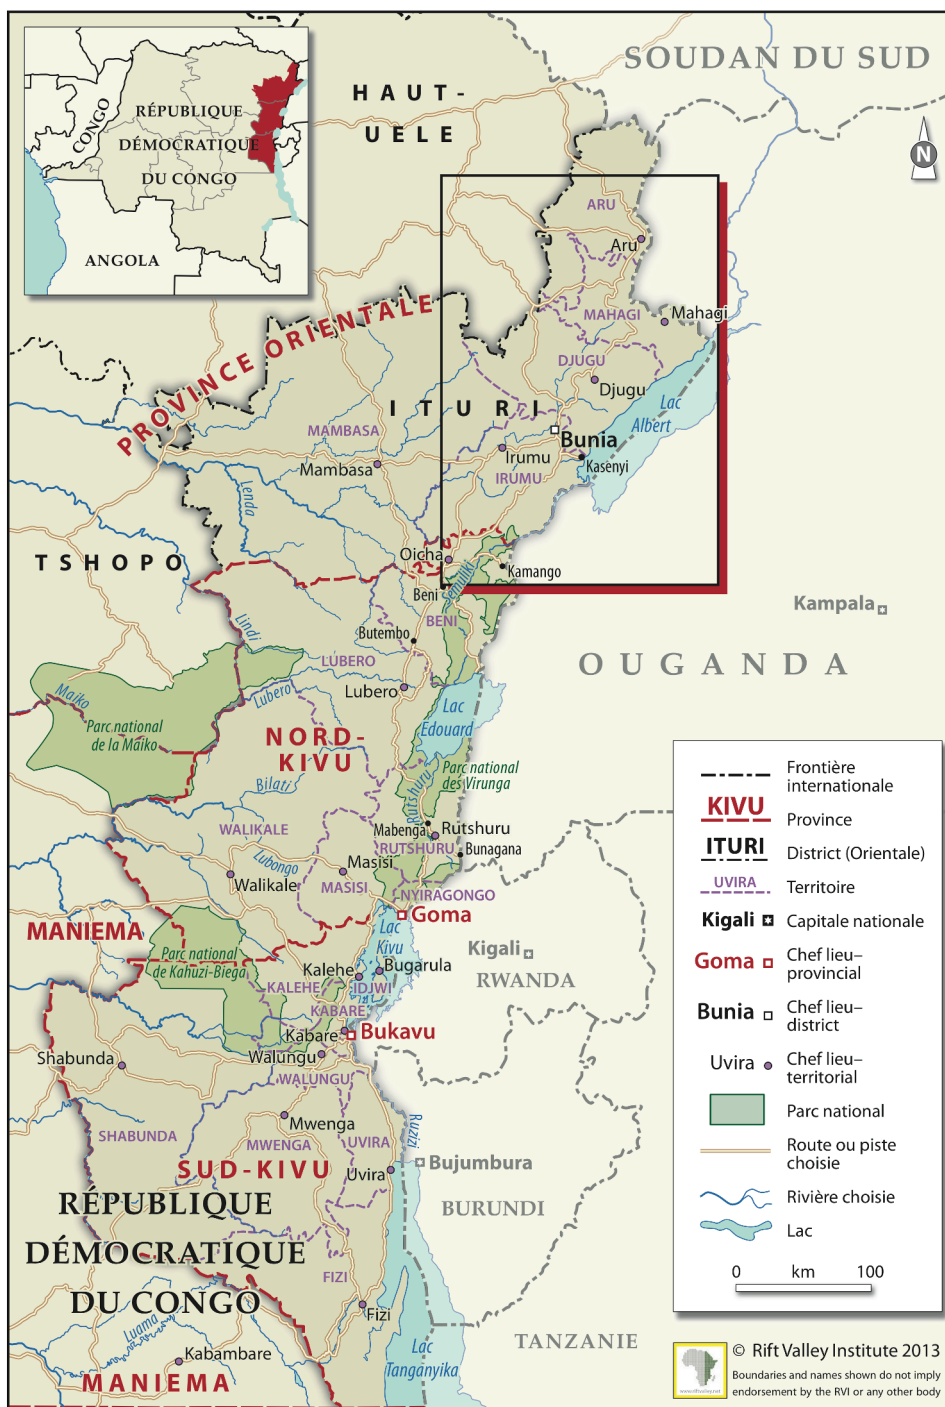 SOUDAN DU SUD
HAUT-
UELE
CONGO
RÉPUBLIQUE
DÉMOCRATIQUE
DU CONGO
ANGOLA
N
ARU
Aru
PROVINCE ORIENTALE
MAHAGI
Mahagi
DJUGU
Djugu
ITURI
Lac
Albert
MAMBASA
Bunia
Mambasa
Irumu
Kasenyi
IRUMU
Lenda
TSHOPO
Oicha
Kamango
Semuliki
Beni
BENI
Kampala
Lindi
Butembo
LUBERO
OUGANDA
Maiko
Lubero
Lubero
Parc national
de la Maiko
Lac
Edouard
NORD-
KIVU
Bilati
Rutshuru
Parc national
des Virunga
WALIKALE
Mabenga
Rutshuru
RUTSHURU
Bunagana
Lubongo
Masisi
Walikale
MASISI
NYIRAGONGO
Goma
MANIEMA
Lac
Kivu
Kigali
RWANDA
Parc national
de Kahuzi-Biega
Kalehe
Bugarula
KALEHE
IDJWI
KABARE
Kabare
Bukavu
Walungu
Shabunda
WALUNGU
Mwenga
SHABUNDA
MWENGA
UVIRA
Ruzizi
SUD-KIVU
Uvira
Bujumbura
BURUNDI
RÉPUBLIQUE
DÉMOCRATIQUE
DU CONGO
FIZI
Fizi
Luama
Kabambare
MANIEMA
Lac
Tanganyika
TANZANIE
Frontière
internationale
KIVU
Province
ITURI
District (Orientale)
UVIRA
Territoire
Kigali
Capitale nationale
Goma
Chef lieu–
provincial
Bunia
Chef lieu–
district
Uvira
Chef lieu–
territorial
Parc national
Route ou piste
choisie
Rivière choisie
Lac
0 km 100
© Rift Valley Institute 2013
Boundaries and names shown do not imply
endorsement by the RVI or any other body
www.riftvalley.net